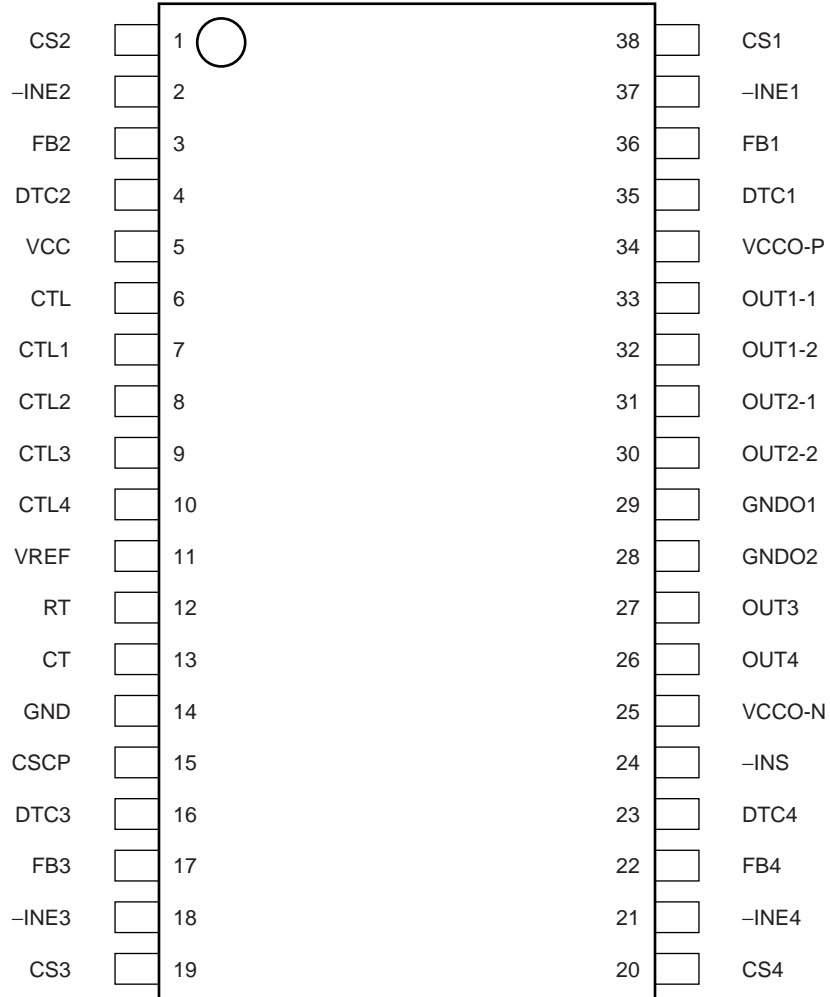 CS2 1 38 CS1
–INE2 2 37 –INE1
FB2 3 36 FB1
DTC2 4 35 DTC1
VCC 5 34 VCCO-P
CTL 6 33 OUT1-1
CTL1 7 32 OUT1-2
CTL2 8 31 OUT2-1
CTL3 9 30 OUT2-2
CTL4 10 29 GNDO1
VREF 11 28 GNDO2
RT 12 27 OUT3
CT 13 26 OUT4
GND 14 25 VCCO-N
CSCP 15 24 –INS
DTC3 16 23 DTC4
FB3 17 22 FB4
–INE3 18 21 –INE4
CS3 19 20 CS4